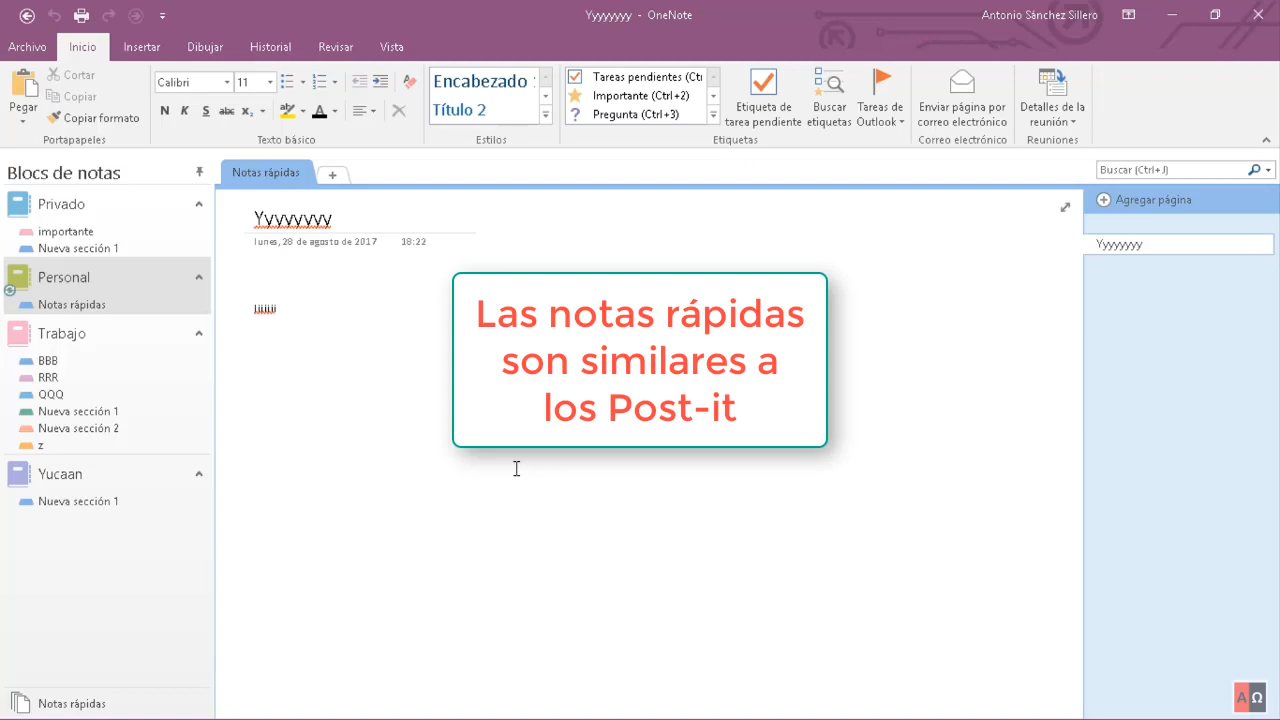 Yyyyyyyy - OneNote
Antonio Sánchez Sillero
Archivo Inicio Insertar Dibujar Historial Revisar Vista
Pegar
Cortar
Copiar
Copiar formato
Portapapeles
Calibri 11
N K S abc x₂ A
Texto básico
Encabezado
Título 2
Estilos
Tareas pendientes (Ctı
Importante (Ctrl+2)
Pregunta (Ctrl+3)
Etiqueta de
tarea pendiente
Buscar
etiquetas
Tareas de
Outlook
Etiquetas
Enviar página por
correo electrónico
Correo electrónico
Detalles de la
reunión
Reuniones
Blocs de notas
Privado
importante
Nueva sección 1
Personal
Notas rápidas
Trabajo
BBB
RRR
QQQ
Nueva sección 1
Nueva sección 2
z
Yucaan
Nueva sección 1
Notas rápidas
Notas rápidas
Buscar (Ctrl+J)
Yyyyyyyy
lunes, 28 de agosto de 2017 18:22
Las notas rápidas
son similares a
los Post-it
Agregar página
Yyyyyyyy
AΩ